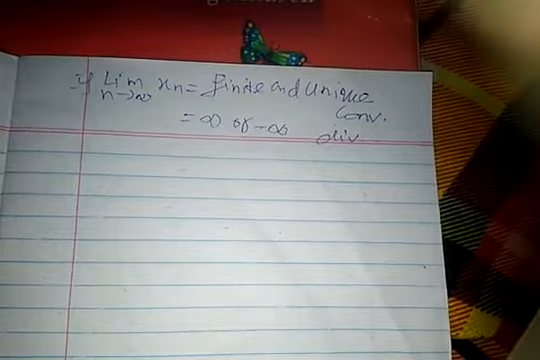 If Lim n→∞ xn = finite and unique
conv.
= ∞ or -∞ div